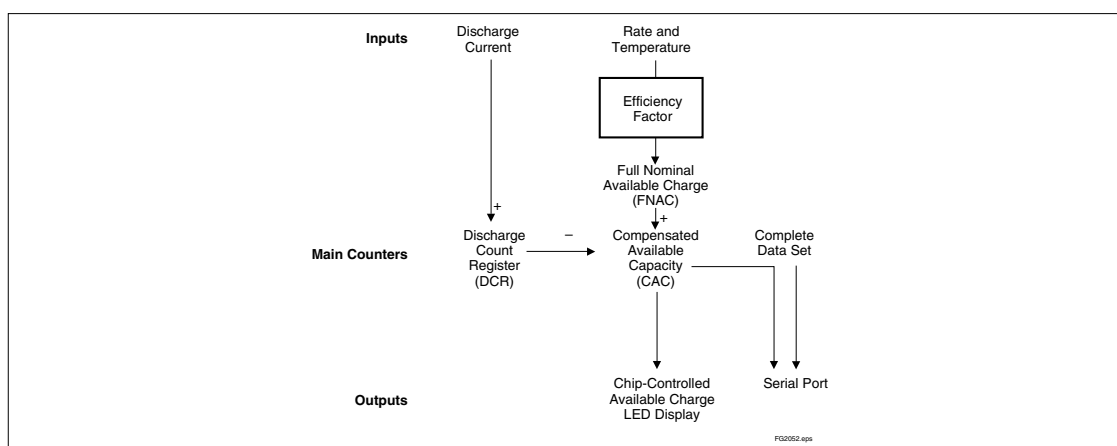 Inputs
Discharge
Current
Rate and
Temperature
Efficiency
Factor
Full Nominal
Available Charge
(FNAC)
+
+
Main Counters
Discharge
Count
Register
(DCR)
–
Compensated
Available
Capacity
(CAC)
Complete
Data Set
Outputs
Chip-Controlled
Available Charge
LED Display
Serial Port
FG2052.eps